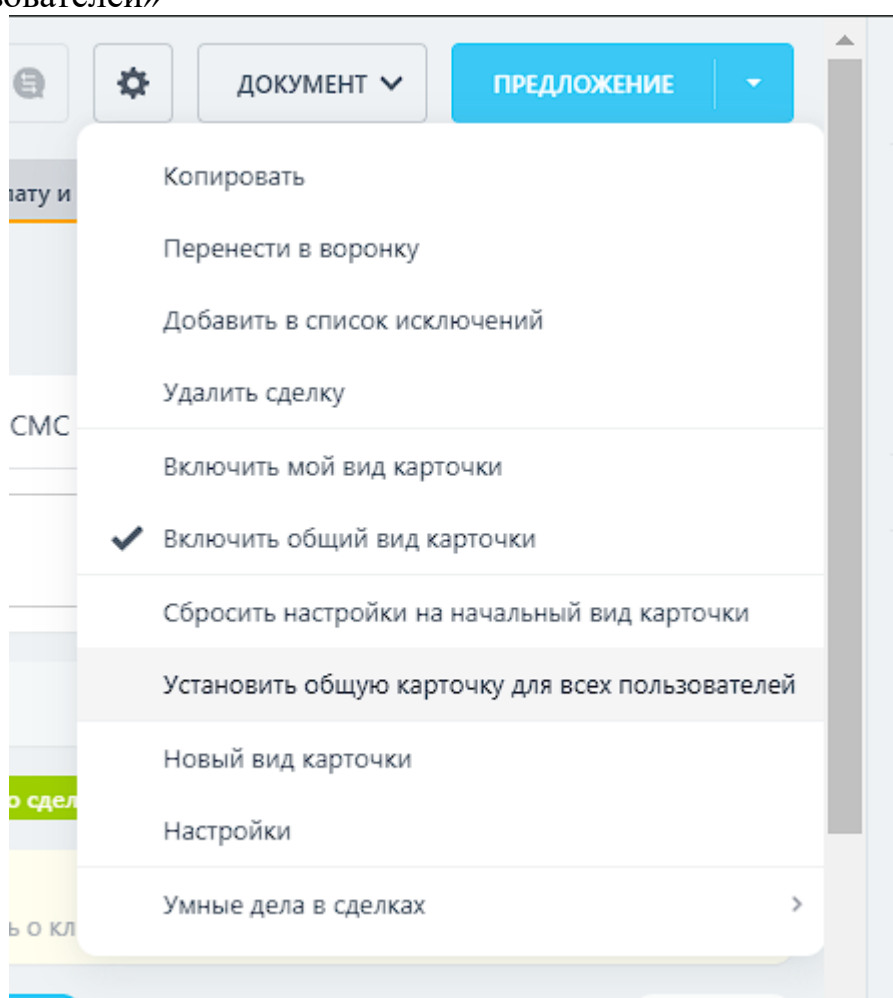 ДОКУМЕНТ
ПРЕДЛОЖЕНИЕ
Копировать
Перенести в воронку
Добавить в список исключений
Удалить сделку
СМС
Включить мой вид карточки
Включить общий вид карточки
Сбросить настройки на начальный вид карточки
Установить общую карточку для всех пользователей
Новый вид карточки
Настройки
Умные дела в сделках